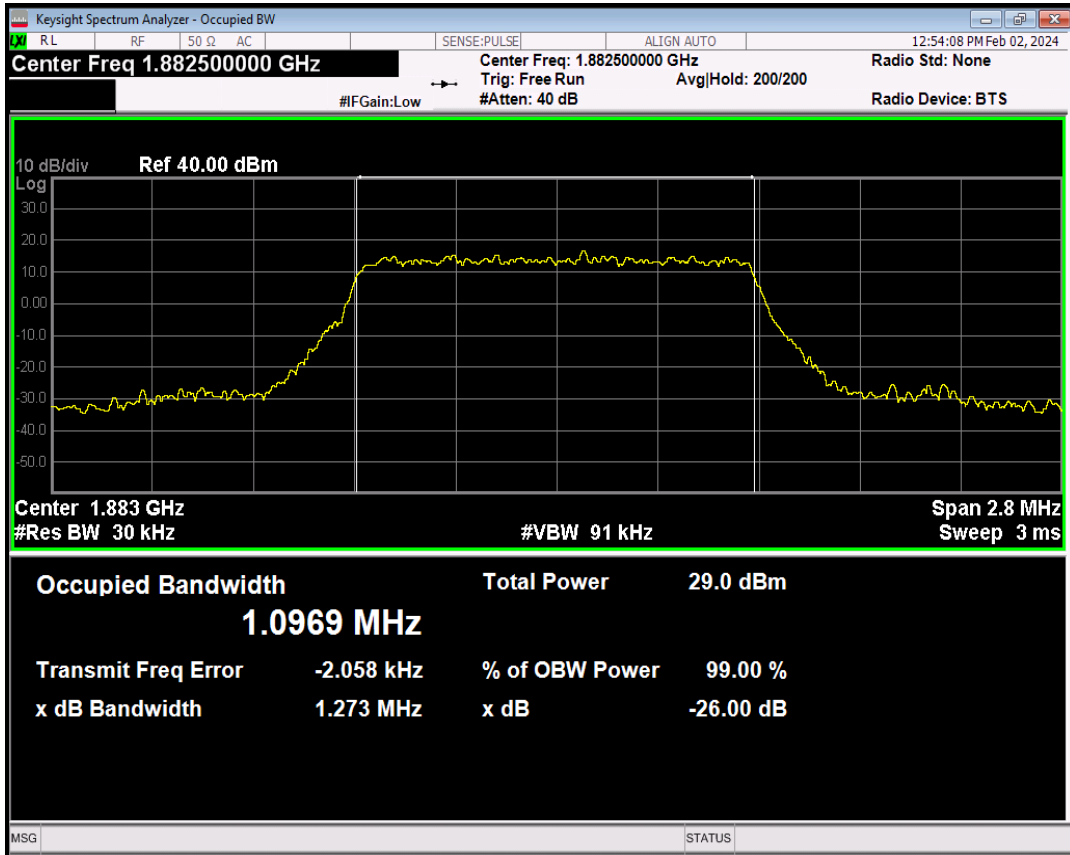 Keysight Spectrum Analyzer - Occupied BW
LXI RL RF 50 Ω AC SENSE:PULSE ALIGN AUTO 12:54:08 PM Feb 02, 2024
Center Freq 1.882500000 GHz Center Freq: 1.882500000 GHz Radio Std: None
Trig: Free Run Avg|Hold: 200/200
#IFGain:Low #Atten: 40 dB Radio Device: BTS
10 dB/div Ref 40.00 dBm
Log
30.0
20.0
10.0
0.00
-10.0
-20.0
-30.0
-40.0
-50.0
Center 1.883 GHz Span 2.8 MHz
#Res BW 30 kHz #VBW 91 kHz Sweep 3 ms
Occupied Bandwidth Total Power 29.0 dBm
1.0969 MHz
Transmit Freq Error -2.058 kHz % of OBW Power 99.00 %
x dB Bandwidth 1.273 MHz x dB -26.00 dB
MSG STATUS